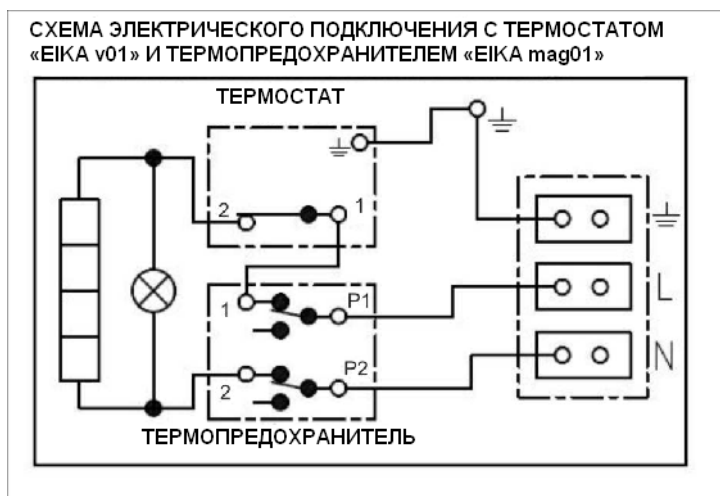 СХЕМА ЭЛЕКТРИЧЕСКОГО ПОДКЛЮЧЕНИЯ С ТЕРМОСТАТОМ
«EIKA v01» И ТЕРМОПРЕДОХРАНИТЕЛЕМ «EIKA mag01»
ТЕРМОСТАТ
2
1
1
P1
L
P2
N
2
ТЕРМОПРЕДОХРАНИТЕЛЬ